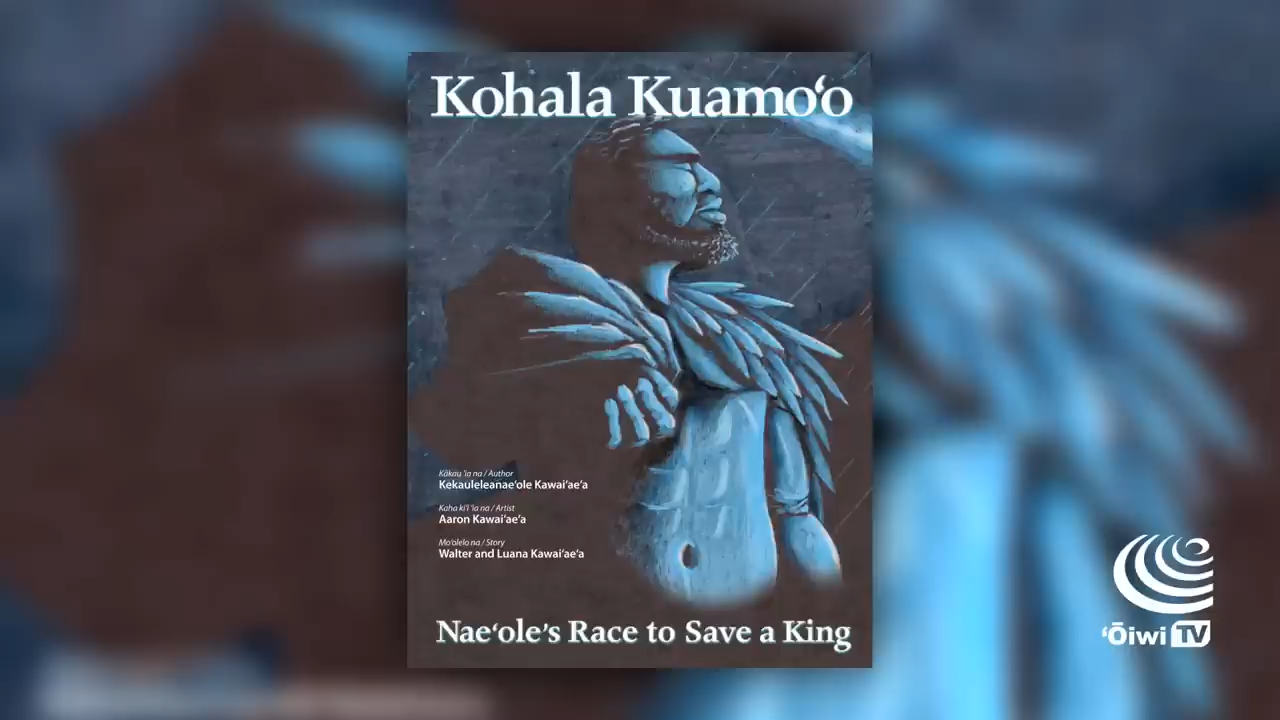 Kohala Kuamoʻo
Kākau ʻia na / Author
Kekauleleanaeʻole Kawaiʻaeʻa
Kaha kiʻi ʻia na / Artist
Aaron Kawaiʻaeʻa
Moʻolelo na / Story
Walter and Luana Kawaiʻaeʻa
Naeʻole's Race to Save a King
ʻŌiwi TV